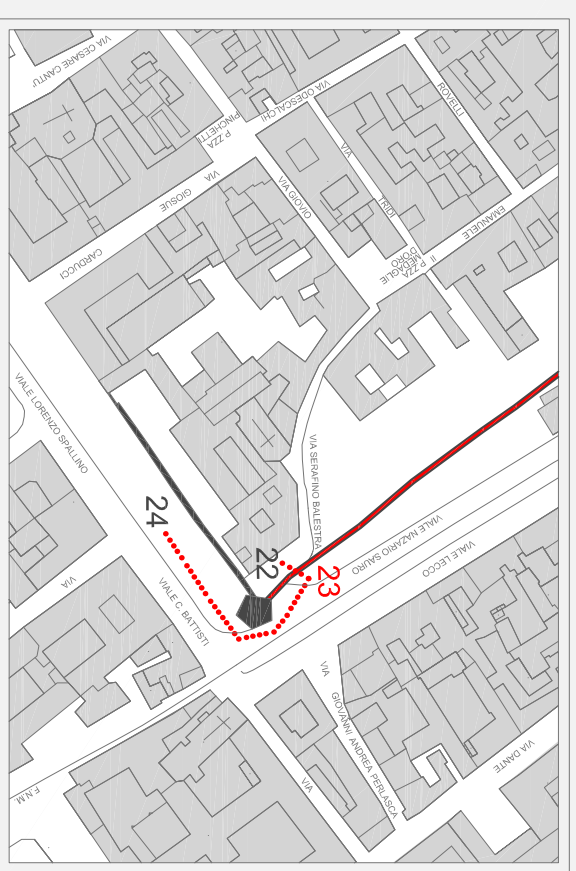 VIA CESARE CANTU'
P.ZZA
PINCHETTI
VIA ODESCALCHI
ROVELLI
VIA
GIOSUE
CARDUCCI
VIA GIOVIO
VIA
TRIDI
EMANUELE
II
P.ZZA
MEDAGLIE
D'ORO
VIALE LORENZO SPALLINO
VIA SERAFINO BALESTRA
24
22
23
VIALE NAZARIO SAURO
VIALE LECCO
VIA
VIALE C. BATTISTI
VIA
GIOVANNI ANDREA PERLASCA
VIA DANTE
VIA
F.N.M.